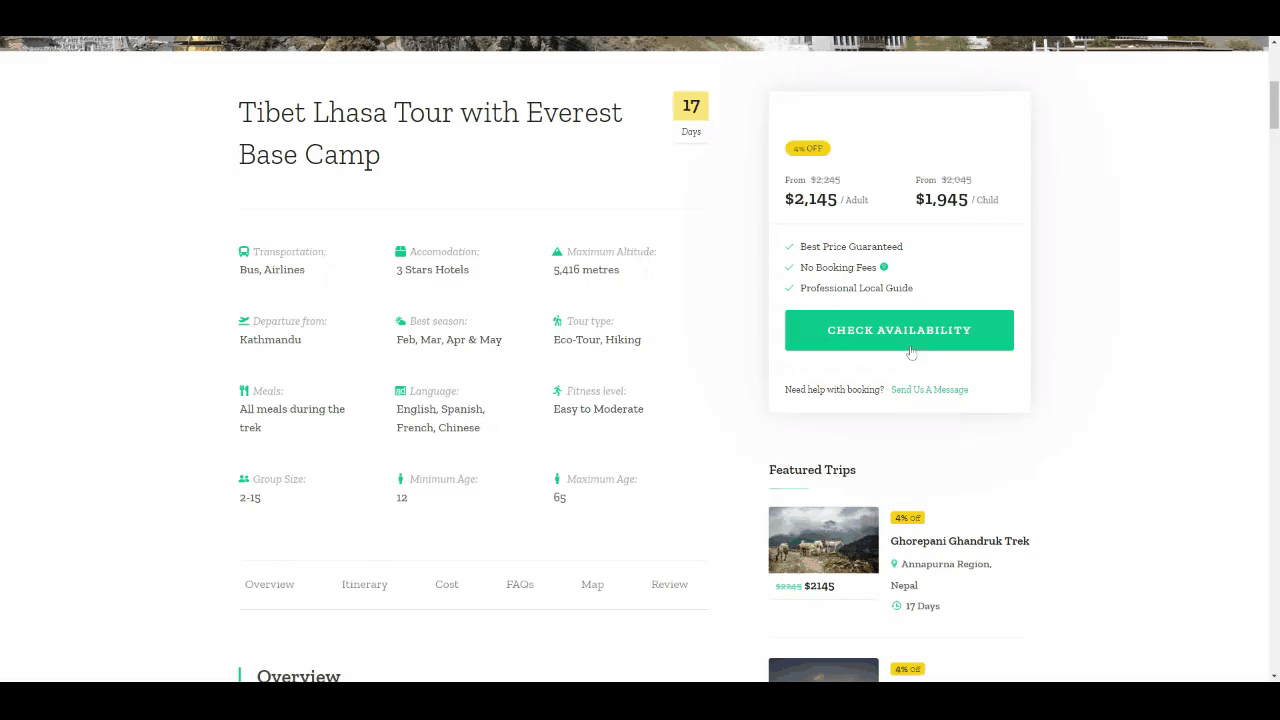 Tibet Lhasa Tour with Everest
Base Camp
17
Days
Transportation:
Bus, Airlines
Accomodation:
3 Stars Hotels
Maximum Altitude:
5,416 metres
Departure from:
Kathmandu
Best season:
Feb, Mar, Apr & May
Tour type:
Eco-Tour, Hiking
Meals:
All meals during the
trek
Language:
English, Spanish,
French, Chinese
Fitness level:
Easy to Moderate
Group Size:
2-15
Minimum Age:
12
Maximum Age:
65
Overview Itinerary Cost FAQs Map Review
Overview
4% OFF
From $2,245
$2,145 / Adult
From $2,045
$1,945 / Child
Best Price Guaranteed
No Booking Fees
Professional Local Guide
CHECK AVAILABILITY
Need help with booking? Send Us A Message
Featured Trips
4% Off
Ghorepani Ghandruk Trek
Annapurna Region,
Nepal
17 Days
$2245 $2145
4% Off